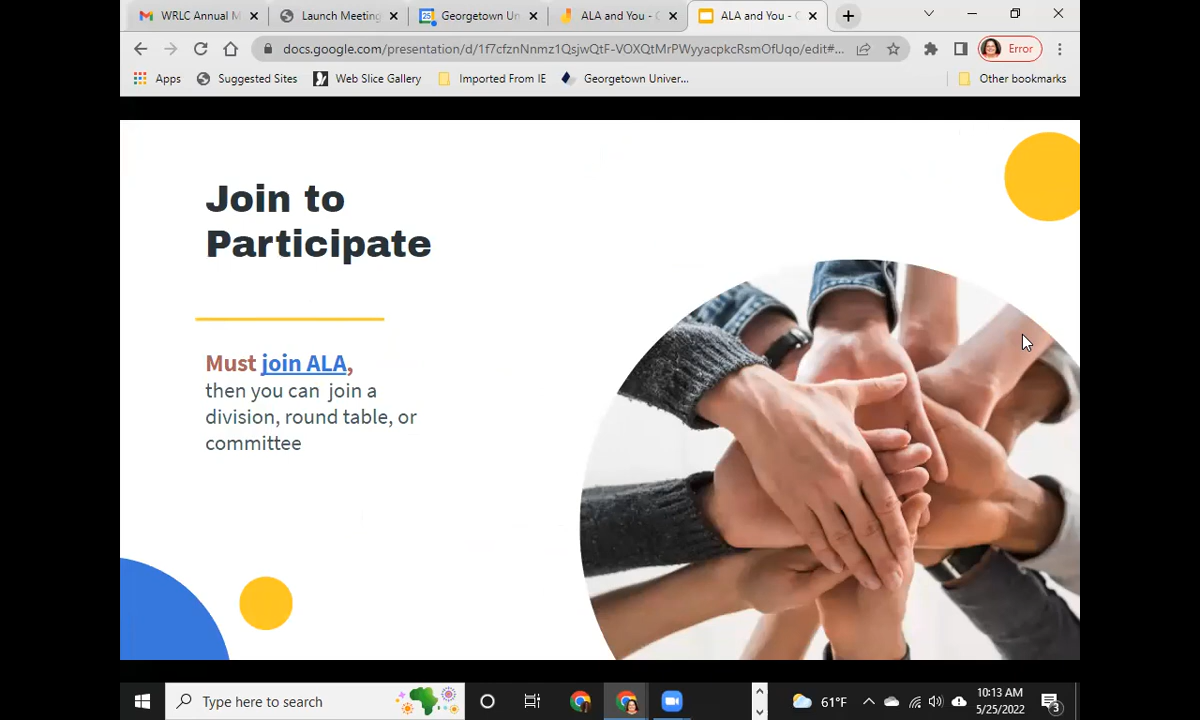 WRLC Annual M
Launch Meeting
Georgetown Un
ALA and You - G
ALA and You - G
docs.google.com/presentation/d/1f7cfznNnmz1QsjwQtF-VOXQtMrPWyyacpkcRsmOfUqo/edit#...
Error
Apps
Suggested Sites
Web Slice Gallery
Imported From IE
Georgetown Univer...
Other bookmarks
Join to
Participate
Must join ALA,
then you can join a
division, round table, or
committee
Type here to search
61°F
10:13 AM
5/25/2022
3